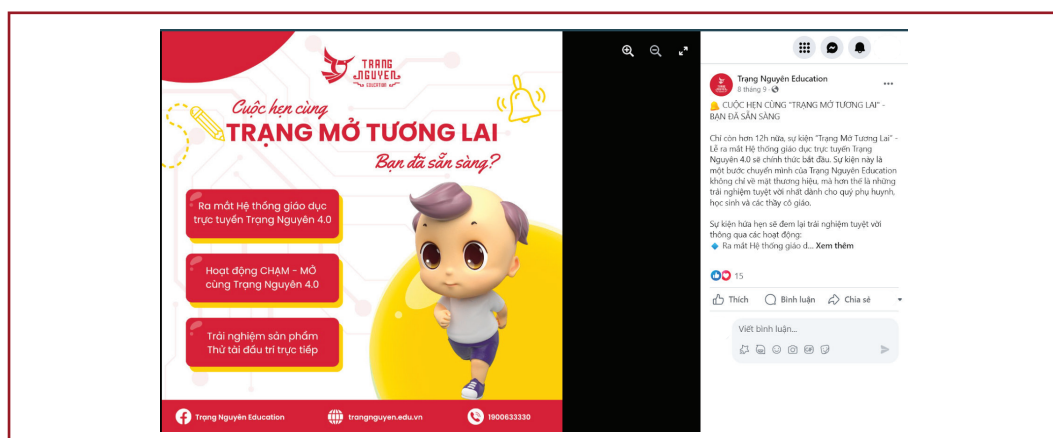 TRANG
NGUYEN
EDUCATION
Cuộc hẹn cùng
TRẠNG MỞ TƯƠNG LAI
Bạn đã sẵn sàng?
Ra mắt Hệ thống giáo dục
trực tuyến Trạng Nguyên 4.0
Hoạt động CHẠM - MỞ
cùng Trạng Nguyên 4.0
Trải nghiệm sản phẩm
Thử tài đấu trí trực tiếp
Trạng Nguyên Education
trangnguyen.edu.vn
1900633330
Trạng Nguyên Education
8 tháng 9
CUỘC HẸN CÙNG "TRẠNG MỞ TƯƠNG LAI" -
BẠN ĐÃ SẴN SÀNG
Chỉ còn hơn 12h nữa, sự kiện "Trạng Mở Tương Lai" -
Lễ ra mắt Hệ thống giáo dục trực tuyến Trạng
Nguyên 4.0 sẽ chính thức bắt đầu. Sự kiện này là
một bước chuyển mình của Trạng Nguyên Education
không chỉ về mặt thương hiệu, mà hơn thế là những
trải nghiệm tuyệt vời nhất dành cho quý phụ huynh,
học sinh và các thầy cô giáo.
Sự kiện hứa hẹn sẽ đem lại trải nghiệm tuyệt vời
thông qua các hoạt động:
Ra mắt Hệ thống giáo d... Xem thêm
15
Thích Bình luận Chia sẻ
Viết bình luận...
GIF